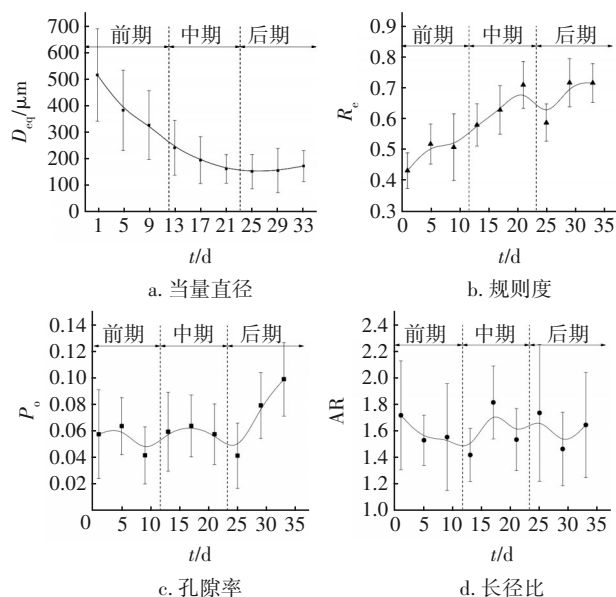 700
600
500
400
300
200
100
0
前期
中期
后期
D_eq/μm
1 5 9 13 17 21 25 29 33
t/d
a. 当量直径
0.9
0.8
0.7
0.6
0.5
0.4
0.3
前期
中期
后期
R_e
0 5 10 15 20 25 30 35
t/d
b. 规则度
0.14
0.12
0.10
0.08
0.06
0.04
0.02
前期
中期
后期
P_o
0 5 10 15 20 25 30 35
t/d
c. 孔隙率
2.4
2.2
2.0
1.8
1.6
1.4
1.2
1.0
前期
中期
后期
AR
0 5 10 15 20 25 30 35
t/d
d. 长径比